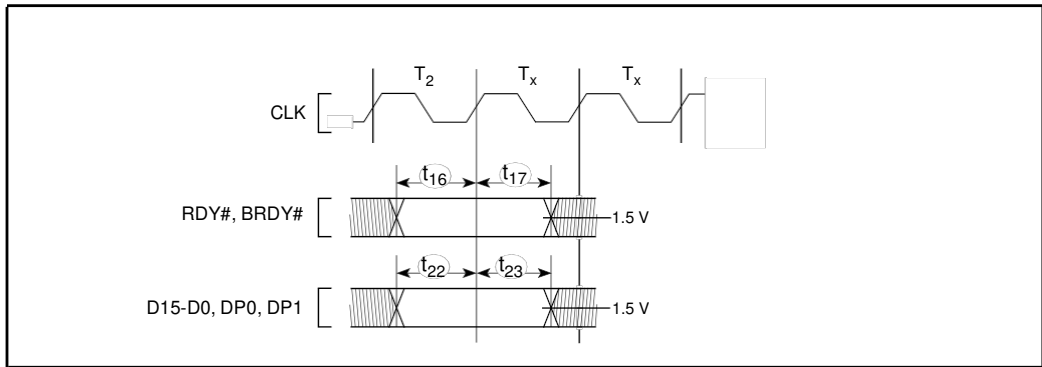 T2 Tx Tx
CLK
t16 t17
RDY#, BRDY#
1.5 V
t22 t23
D15-D0, DP0, DP1
1.5 V